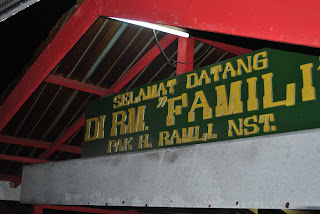 SELAMAT DATANG
DI RM. "FAMILI"
PAK H. RAMLI. NST.